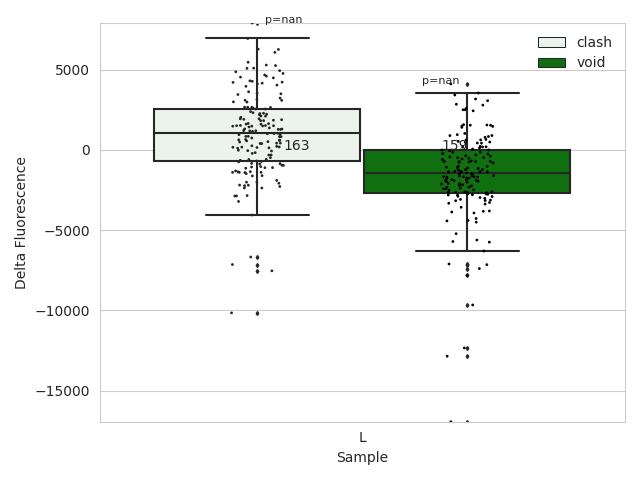 p=nan
clash
void
p=nan
5000
163
0
−5000
−10000
−15000
Delta Fluorescence
L
Sample